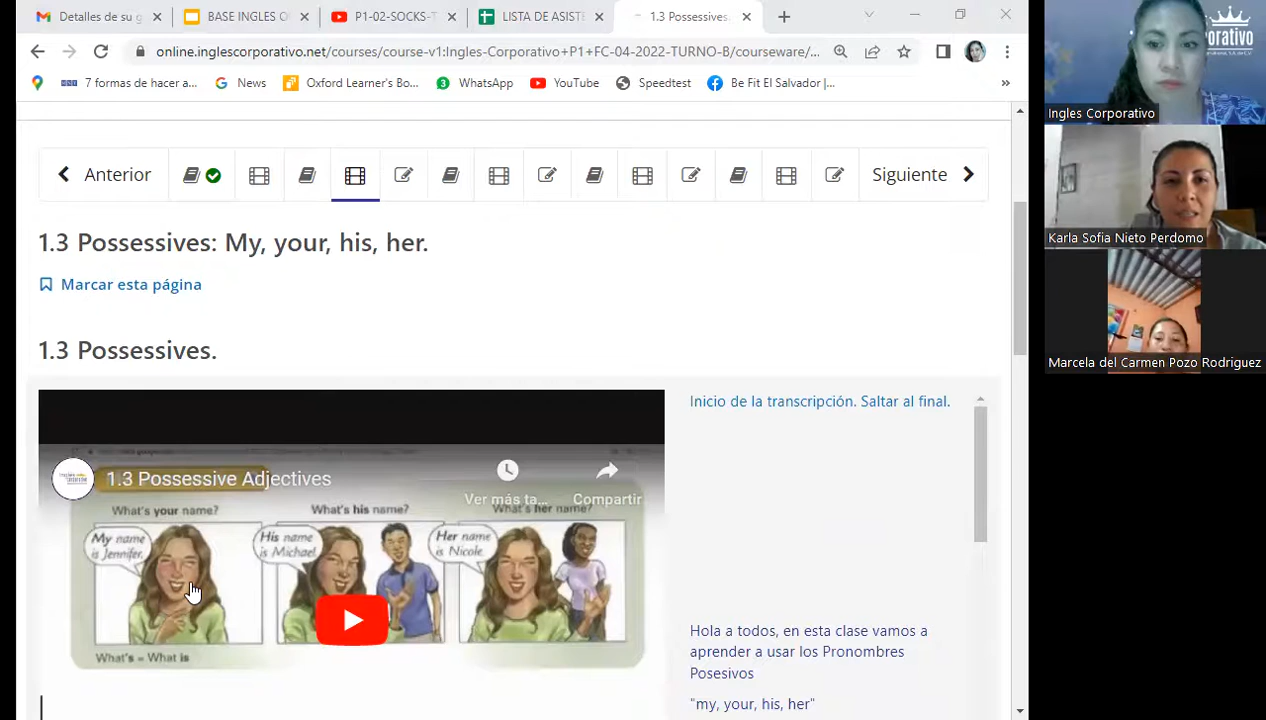 Detalles de su g
BASE INGLES C
P1-02-SOCKS-T
LISTA DE ASIST
1.3 Possessives.
online.inglescorporativo.net/courses/course-v1:Ingles-Corporativo+P1+FC-04-2022-TURNO-B/courseware/...
7 formas de hacer a...
News
Oxford Learner's Bo...
3
WhatsApp
YouTube
Speedtest
Be Fit El Salvador |...
»
Anterior
Siguiente
1.3 Possessives: My, your, his, her.
Marcar esta página
1.3 Possessives.
1.3 Possessive Adjectives
Ver más ta...
Compartir
What's your name?
What's his name?
What's her name?
My name
is Jennifer.
His name
is Michael.
Her name
is Nicole.
What's = What is
Inicio de la transcripción. Saltar al final.
Hola a todos, en esta clase vamos a
aprender a usar los Pronombres
Posesivos
"my, your, his, her"
Ingles Corporativo
Karla Sofia Nieto Perdomo
Marcela del Carmen Pozo Rodriguez